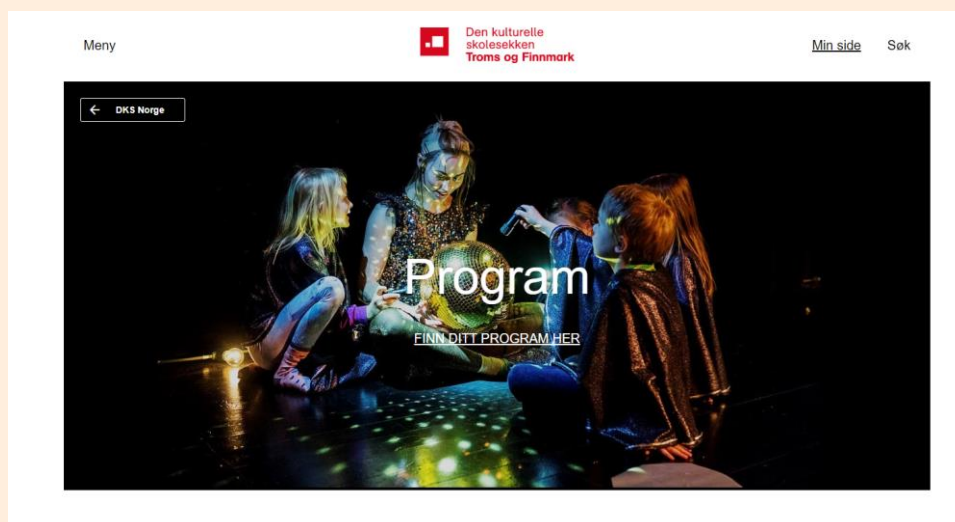 Meny
Den kulturelle
skolesekken
Troms og Finnmark
Min side
Søk
← DKS Norge
Program
FINN DITT PROGRAM HER